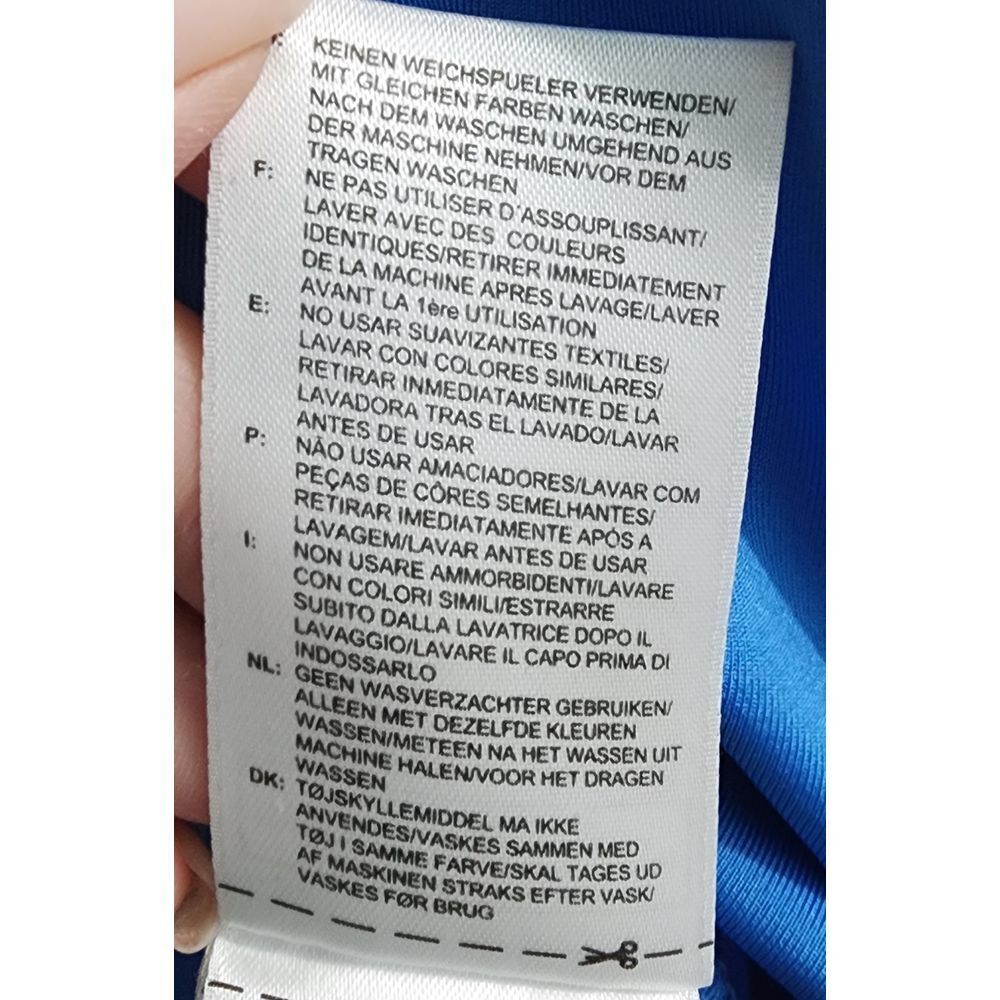 KEINEN WEICHSPUELER VERWENDEN/
MIT GLEICHEN FARBEN WASCHEN/
NACH DEM WASCHEN UMGEHEND AUS
DER MASCHINE NEHMEN/VOR DEM
TRAGEN WASCHEN
F: NE PAS UTILISER D'ASSOUPLISSANT/
LAVER AVEC DES COULEURS
IDENTIQUES/RETIRER IMMEDIATEMENT
DE LA MACHINE APRES LAVAGE/LAVER
AVANT LA 1ère UTILISATION
E: NO USAR SUAVIZANTES TEXTILES/
LAVAR CON COLORES SIMILARES/
RETIRAR INMEDIATAMENTE DE LA
LAVADORA TRAS EL LAVADO/LAVAR
ANTES DE USAR
P: NÃO USAR AMACIADORES/LAVAR COM
PEÇAS DE CÔRES SEMELHANTES/
RETIRAR IMEDIATAMENTE APÓS A
LAVAGEM/LAVAR ANTES DE USAR
I: NON USARE AMMORBIDENTI/LAVARE
CON COLORI SIMILI/ESTRARRE
SUBITO DALLA LAVATRICE DOPO IL
LAVAGGIO/LAVARE IL CAPO PRIMA DI
INDOSSARLO
NL: GEEN WASVERZACHTER GEBRUIKEN/
ALLEEN MET DEZELFDE KLEUREN
WASSEN/METEEN NA HET WASSEN UIT
MACHINE HALEN/VOOR HET DRAGEN
WASSEN
DK: TØJSKYLLEMIDDEL MA IKKE
ANVENDES/VASKES SAMMEN MED
TØJ I SAMME FARVE/SKAL TAGES UD
AF MASKINEN STRAKS EFTER VASK/
VASKES FØR BRUG